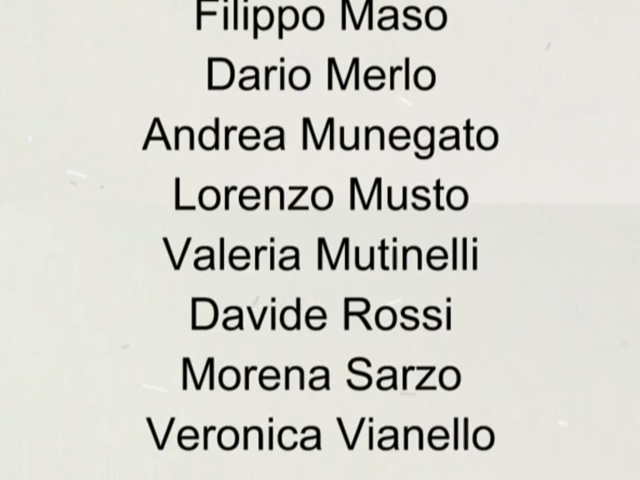 Filippo Maso
Dario Merlo
Andrea Munegato
Lorenzo Musto
Valeria Mutinelli
Davide Rossi
Morena Sarzo
Veronica Vianello